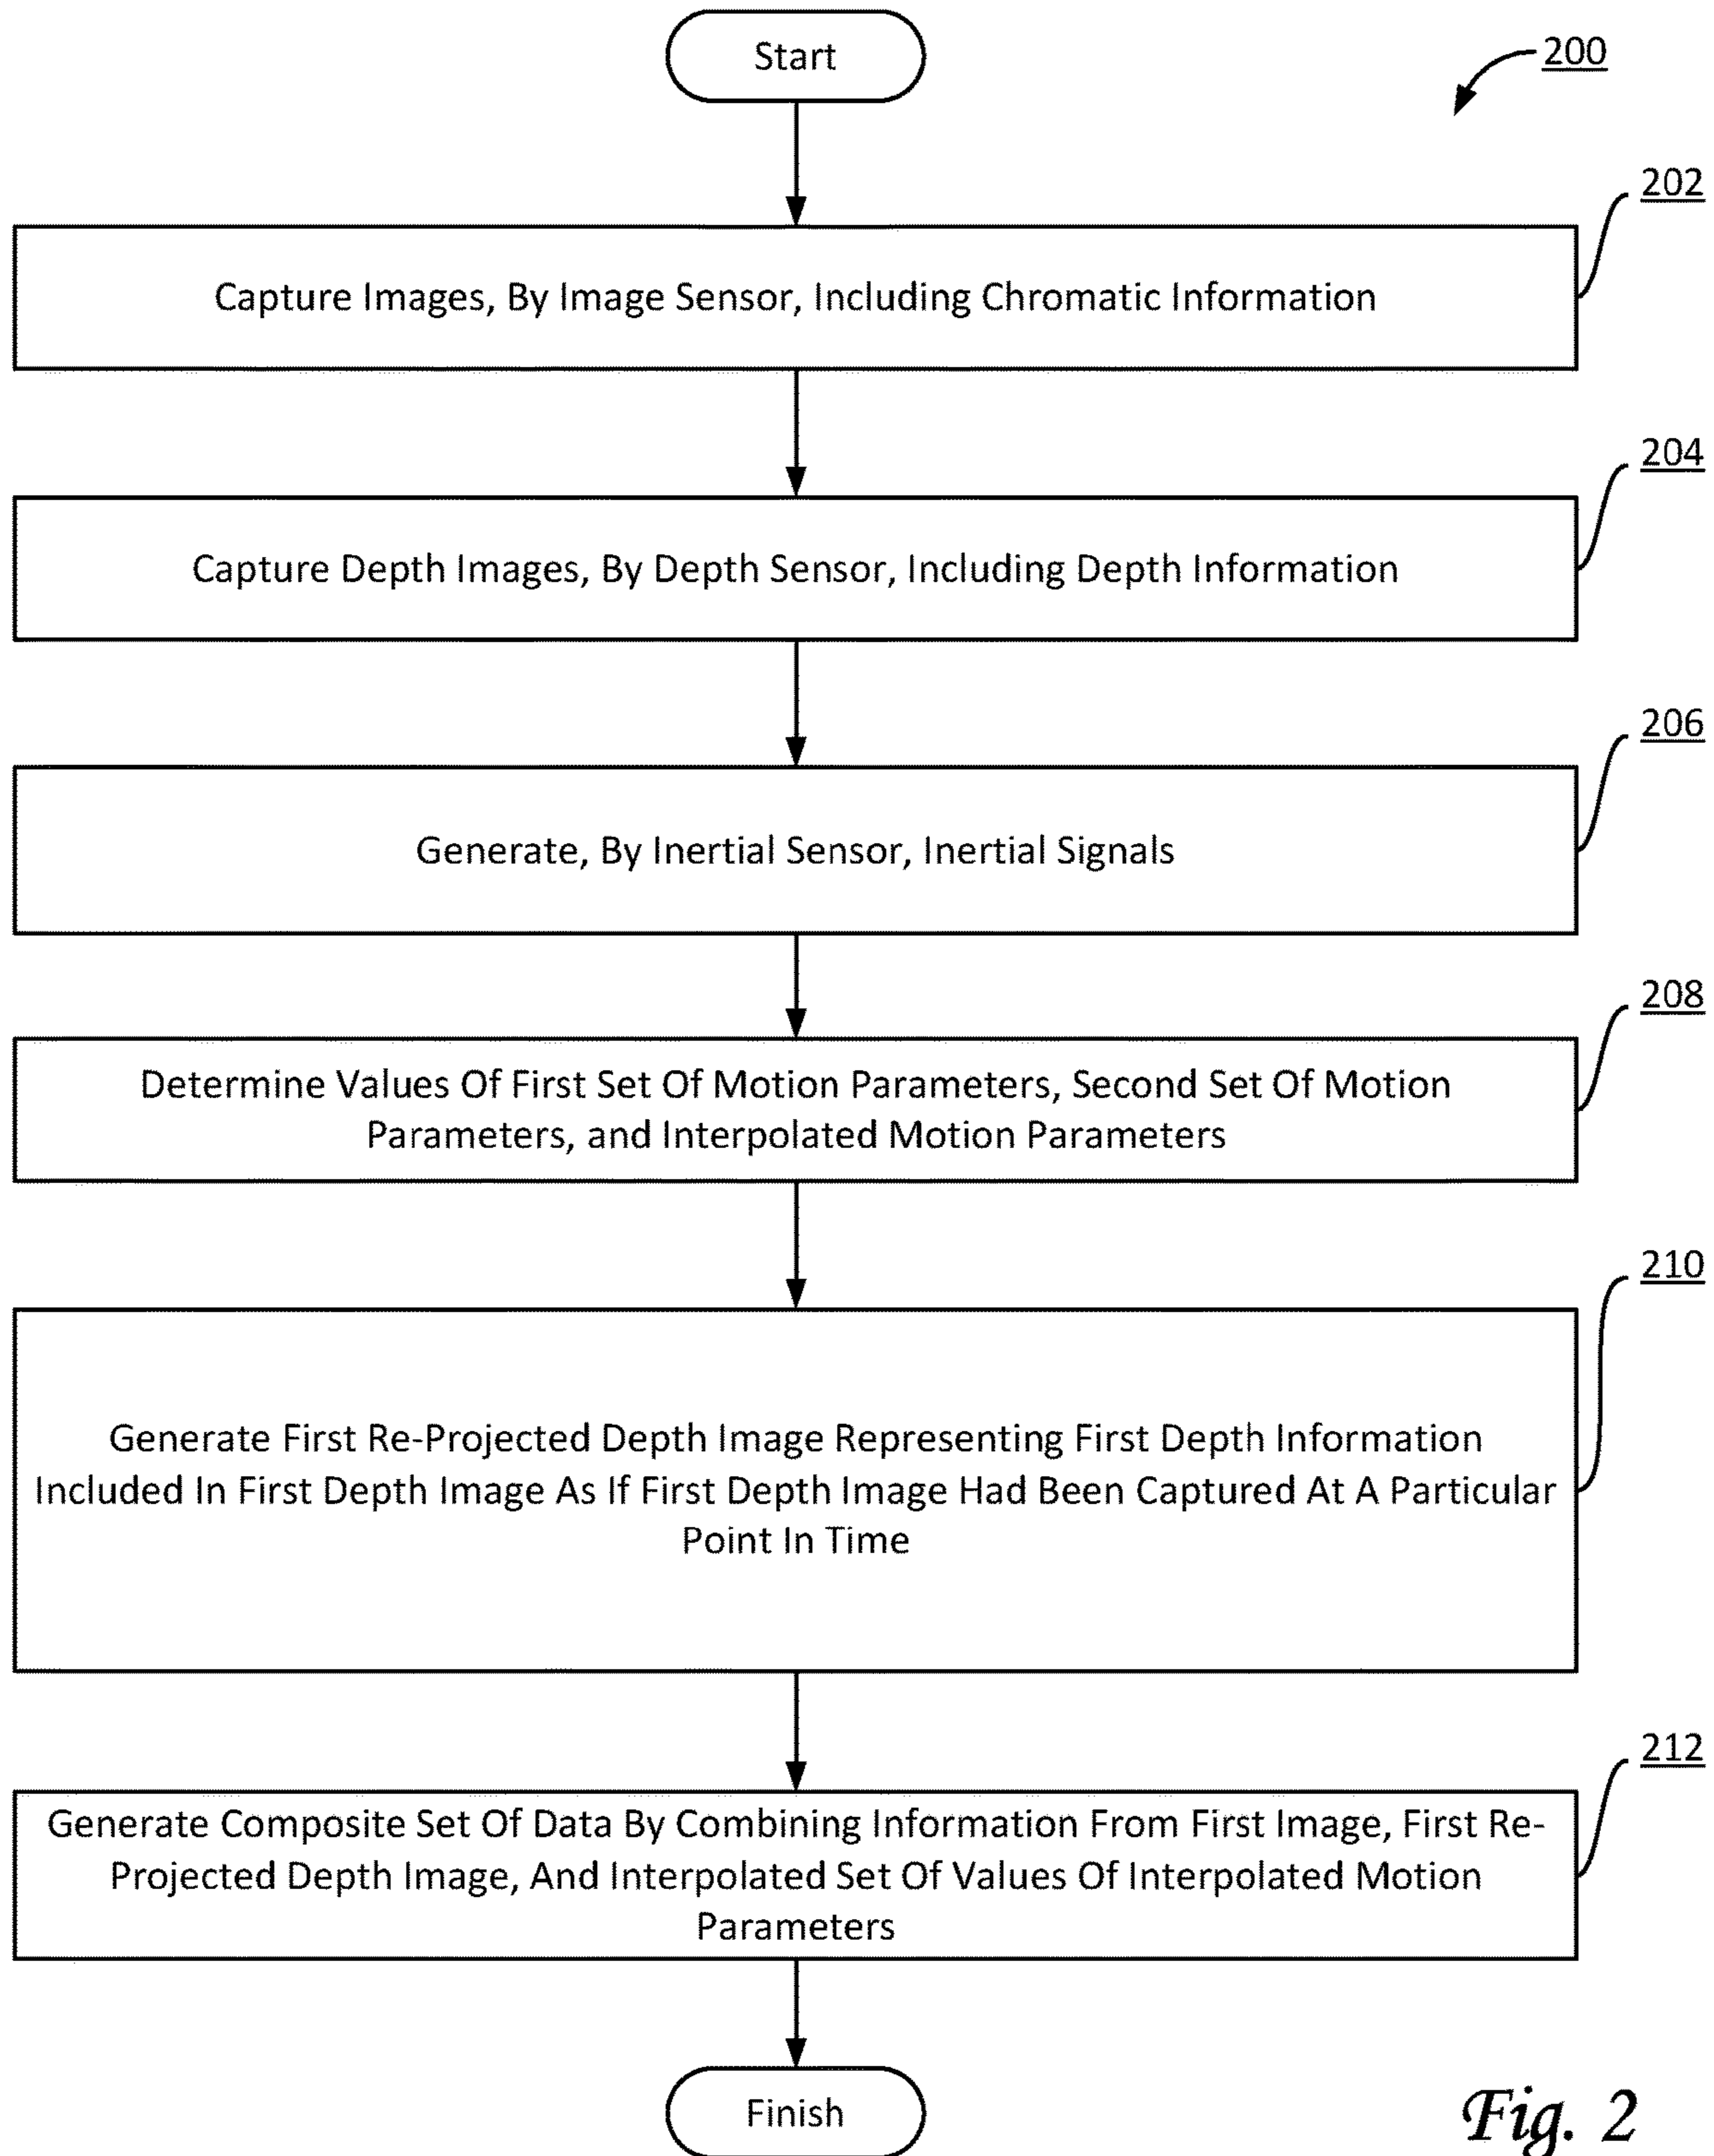 Start
200
202
Capture Images, By Image Sensor, Including Chromatic Information
204
Capture Depth Images, By Depth Sensor, Including Depth Information
206
Generate, By Inertial Sensor, Inertial Signals
208
Determine Values Of First Set Of Motion Parameters, Second Set Of Motion
Parameters, and Interpolated Motion Parameters
210
Generate First Re-Projected Depth Image Representing First Depth Information
Included In First Depth Image As If First Depth Image Had Been Captured At A Particular
Point In Time
212
Generate Composite Set Of Data By Combining Information From First Image, First Re-
Projected Depth Image, And Interpolated Set Of Values Of Interpolated Motion
Parameters
Finish
Fig. 2